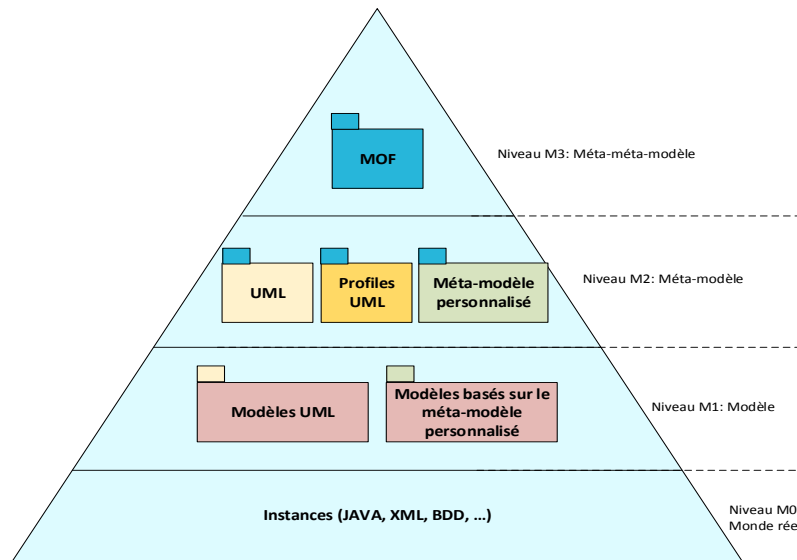 MOF
Niveau M3: Méta-méta-modèle
UML
Profiles
UML
Méta-modèle
personnalisé
Niveau M2: Méta-modèle
Modèles UML
Modèles basés sur le
méta-modèle
personnalisé
Niveau M1: Modèle
Instances (JAVA, XML, BDD, ...)
Niveau M0
Monde rée